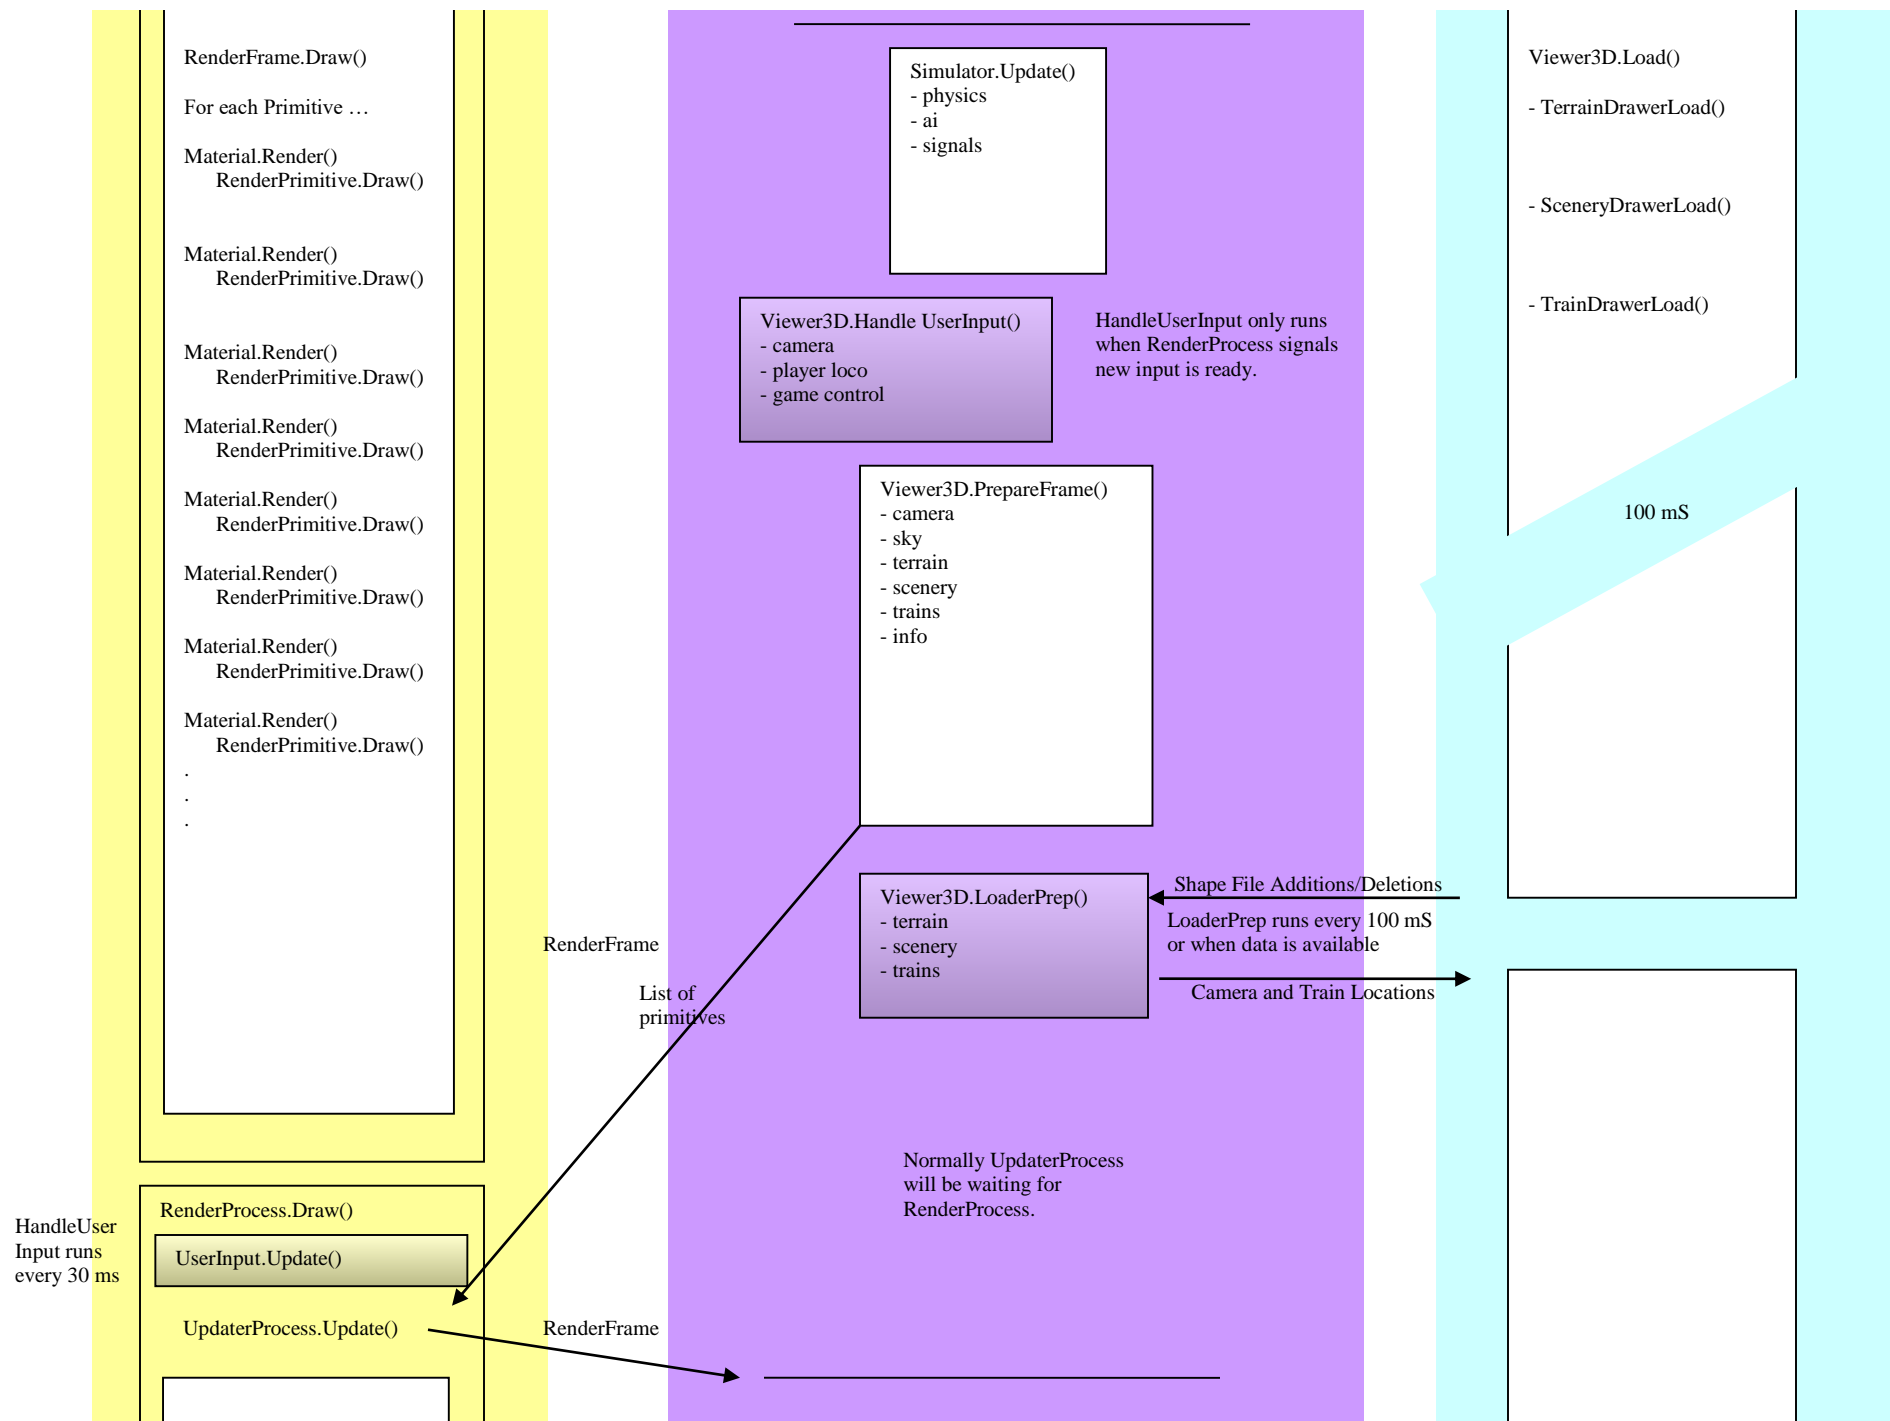 RenderFrame.Draw()
For each Primitive …
Material.Render()
RenderPrimitive.Draw()
Material.Render()
RenderPrimitive.Draw()
Material.Render()
RenderPrimitive.Draw()
Material.Render()
RenderPrimitive.Draw()
Material.Render()
RenderPrimitive.Draw()
Material.Render()
RenderPrimitive.Draw()
Material.Render()
RenderPrimitive.Draw()
Material.Render()
RenderPrimitive.Draw()
.
.
.
HandleUser
Input runs
every 30 ms
RenderProcess.Draw()
UserInput.Update()
UpdaterProcess.Update()
RenderFrame
List of
primitives
RenderFrame
Simulator.Update()
- physics
- ai
- signals
Viewer3D.Handle UserInput()
- camera
- player loco
- game control
HandleUserInput only runs
when RenderProcess signals
new input is ready.
Viewer3D.PrepareFrame()
- camera
- sky
- terrain
- scenery
- trains
- info
Viewer3D.LoaderPrep()
- terrain
- scenery
- trains
Shape File Additions/Deletions
LoaderPrep runs every 100 mS
or when data is available
Camera and Train Locations
Normally UpdaterProcess
will be waiting for
RenderProcess.
Viewer3D.Load()
- TerrainDrawerLoad()
- SceneryDrawerLoad()
- TrainDrawerLoad()
100 mS